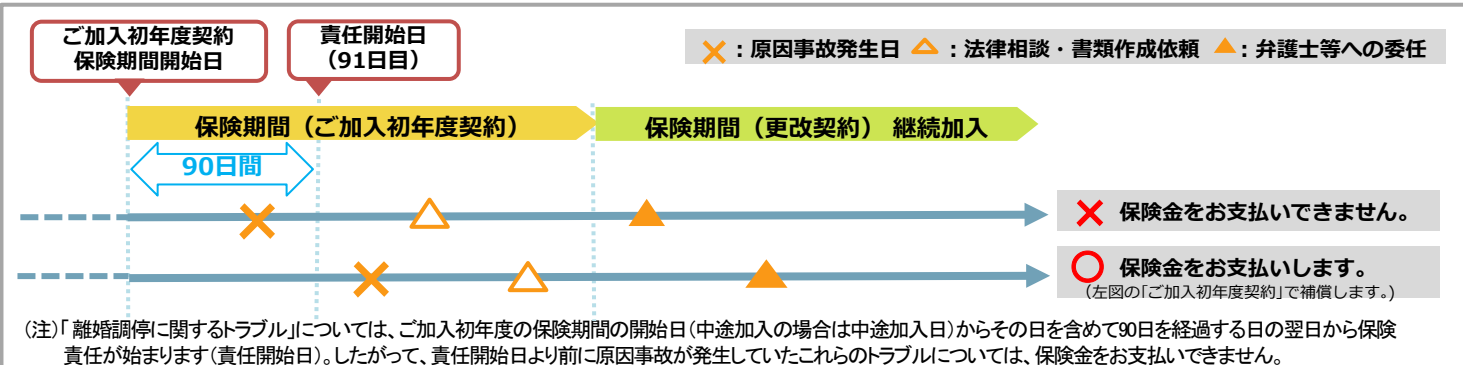 ご加入初年度契約
保険期間開始日
責任開始日
(91日目)
×:原因事故発生日 △:法律相談・書類作成依頼 ▲:弁護士等への委任
保険期間(ご加入初年度契約)
保険期間(更改契約) 継続加入
90日間
× 保険金をお支払いできません。
○ 保険金をお支払いします。
(左図の「ご加入初年度契約」で補償します。)
(注)「離婚調停に関するトラブル」については、ご加入初年度の保険期間の開始日(中途加入の場合は中途加入日)からその日を含めて90日を経過する日の翌日から保険
責任が始まります(責任開始日)。したがって、責任開始日より前に原因事故が発生していたこれらのトラブルについては、保険金をお支払いできません。